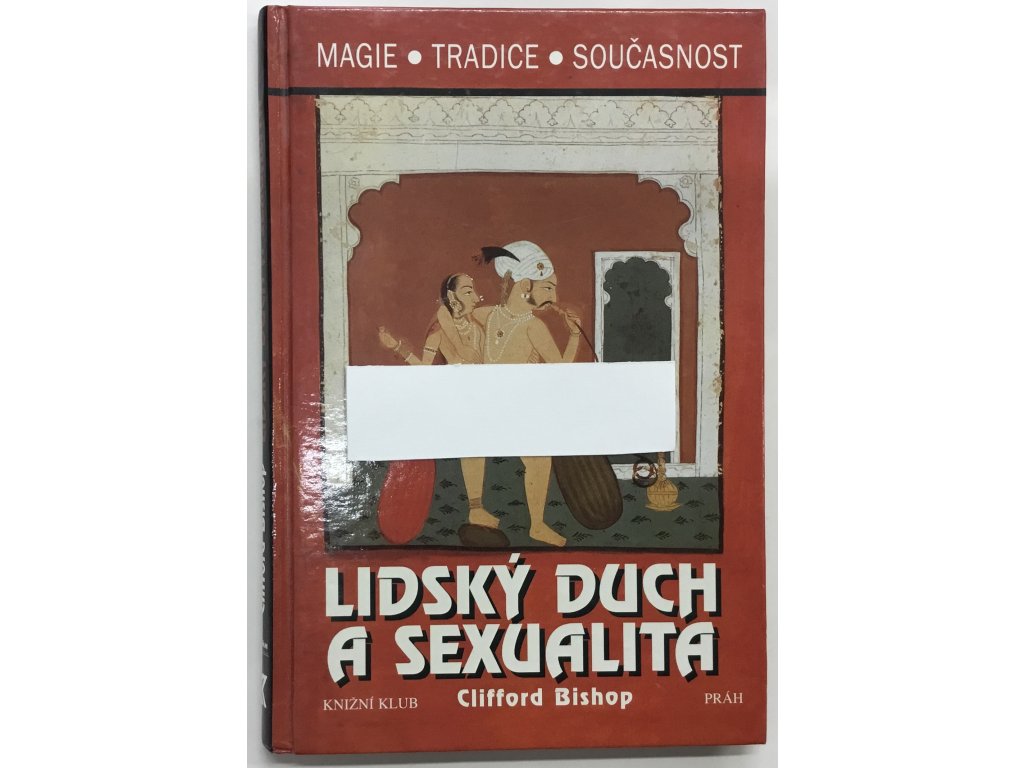 MAGIE • TRADICE • SOUČASNOST
LIDSKÝ DUCH
A SEXUALITA
Clifford Bishop
KNIŽNÍ KLUB
PRÁH